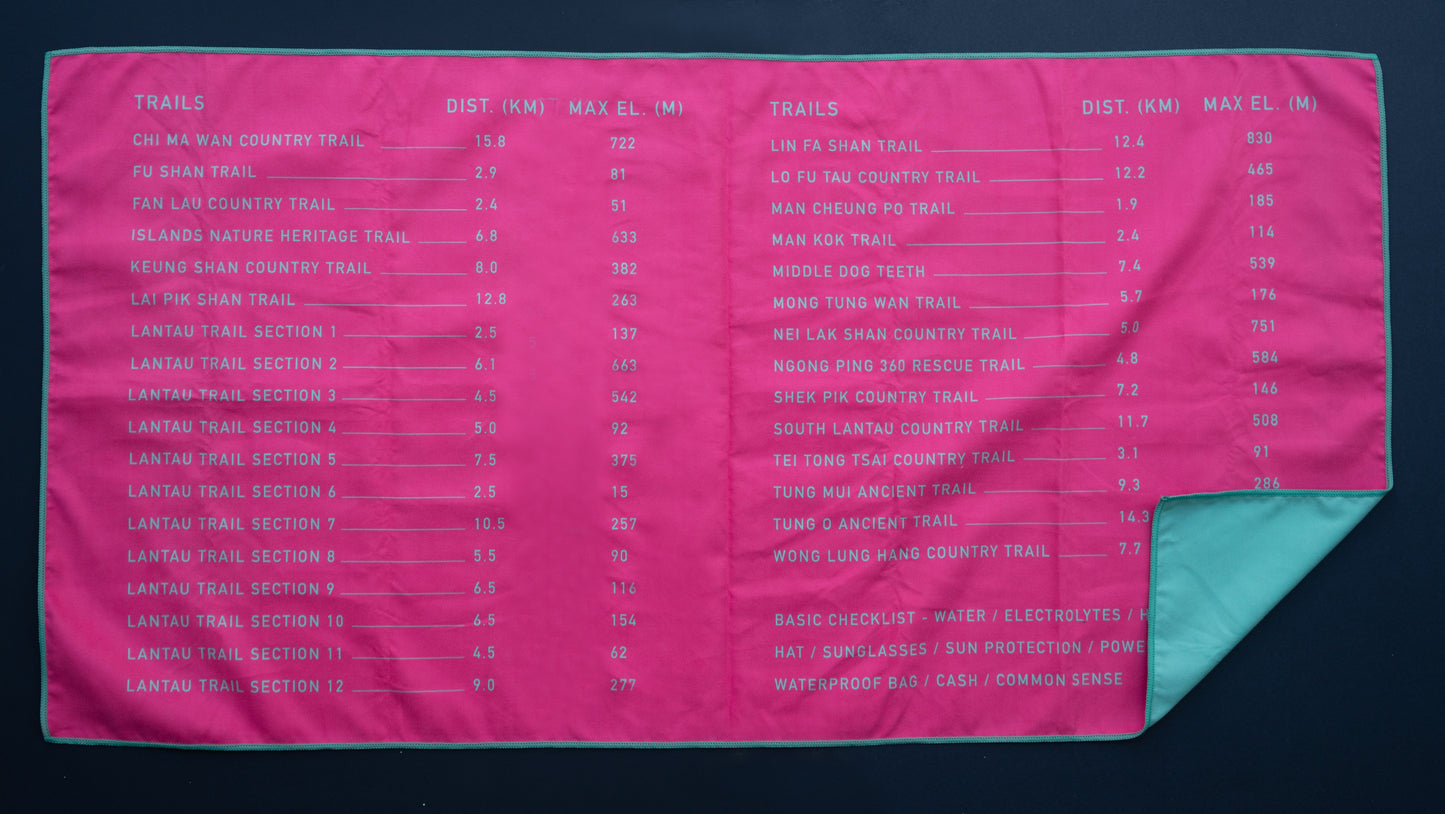 TRAILS DIST. (KM) MAX EL. (M)
CHI MA WAN COUNTRY TRAIL 15.8 722
FU SHAN TRAIL 2.9 81
FAN LAU COUNTRY TRAIL 2.4 51
ISLANDS NATURE HERITAGE TRAIL 6.8 633
KEUNG SHAN COUNTRY TRAIL 8.0 382
LAI PIK SHAN TRAIL 12.8 263
LANTAU TRAIL SECTION 1 2.5 137
LANTAU TRAIL SECTION 2 6.1 663
LANTAU TRAIL SECTION 3 4.5 542
LANTAU TRAIL SECTION 4 5.0 92
LANTAU TRAIL SECTION 5 7.5 375
LANTAU TRAIL SECTION 6 2.5 15
LANTAU TRAIL SECTION 7 10.5 257
LANTAU TRAIL SECTION 8 5.5 90
LANTAU TRAIL SECTION 9 6.5 116
LANTAU TRAIL SECTION 10 6.5 154
LANTAU TRAIL SECTION 11 4.5 62
LANTAU TRAIL SECTION 12 9.0 277
TRAILS DIST. (KM) MAX EL. (M)
LIN FA SHAN TRAIL 12.4 830
LO FU TAU COUNTRY TRAIL 12.2 465
MAN CHEUNG PO TRAIL 1.9 185
MAN KOK TRAIL 2.4 114
MIDDLE DOG TEETH 7.4 539
MONG TUNG WAN TRAIL 5.7 176
NEI LAK SHAN COUNTRY TRAIL 5.0 751
NGONG PING 360 RESCUE TRAIL 4.8 584
SHEK PIK COUNTRY TRAIL 7.2 146
SOUTH LANTAU COUNTRY TRAIL 11.7 508
TEI TONG TSAI COUNTRY TRAIL 3.1 91
TUNG MUI ANCIENT TRAIL 9.3 286
TUNG O ANCIENT TRAIL 14.3
WONG LUNG HANG COUNTRY TRAIL 7.7
BASIC CHECKLIST - WATER / ELECTROLYTES /
HAT / SUNGLASSES / SUN PROTECTION /
WATERPROOF BAG / CASH / COMMON SENSE